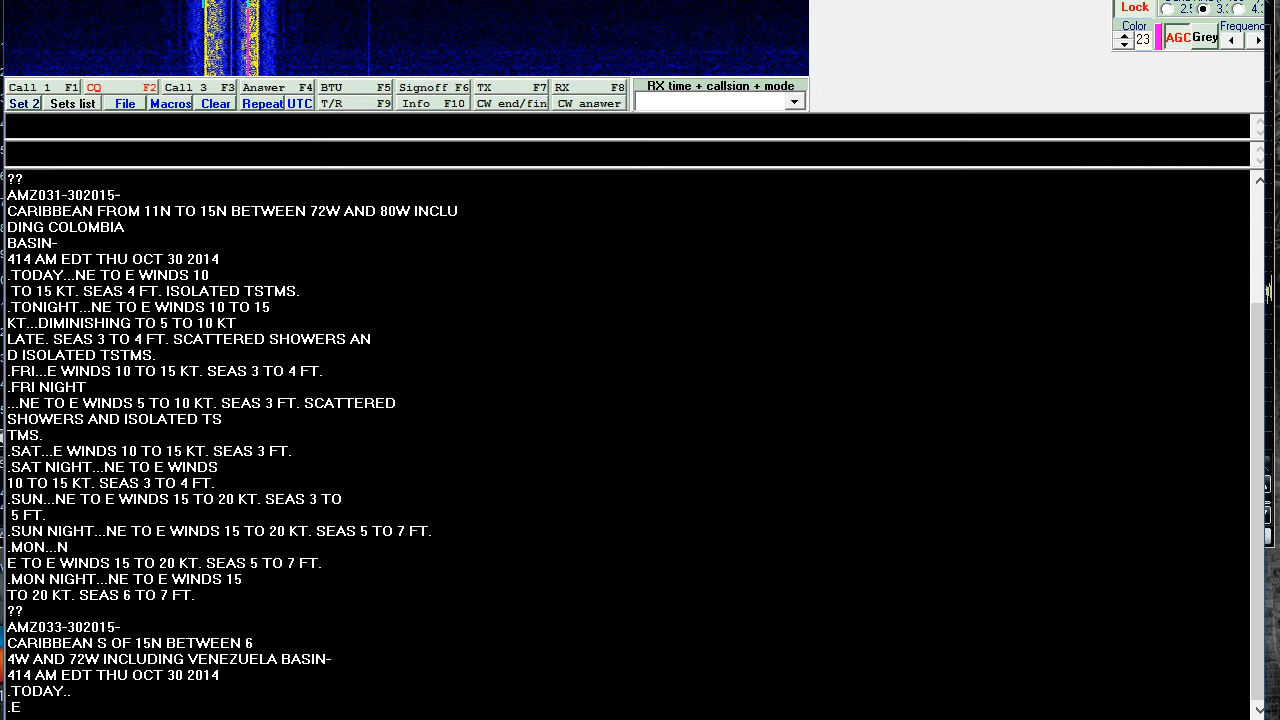 Lock
2.5 3. 4.
Color
23
AGC Grey
Frequenc
Call 1 F1 CQ F2 Call 3 F3 Answer F4 BTU F5 Signoff F6 TX F7 RX F8
RX time + callsign + mode
Set 2 Sets list File Macros Clear Repeat UTC T/R F9 Info F10 CW end/fin CW answer
??
AMZ031-302015-
CARIBBEAN FROM 11N TO 15N BETWEEN 72W AND 80W INCLU
DING COLOMBIA
BASIN-
414 AM EDT THU OCT 30 2014
.TODAY...NE TO E WINDS 10
TO 15 KT. SEAS 4 FT. ISOLATED TSTMS.
.TONIGHT...NE TO E WINDS 10 TO 15
KT...DIMINISHING TO 5 TO 10 KT
LATE. SEAS 3 TO 4 FT. SCATTERED SHOWERS AN
D ISOLATED TSTMS.
.FRI...E WINDS 10 TO 15 KT. SEAS 3 TO 4 FT.
.FRI NIGHT
...NE TO E WINDS 5 TO 10 KT. SEAS 3 FT. SCATTERED
SHOWERS AND ISOLATED TS
TMS.
.SAT...E WINDS 10 TO 15 KT. SEAS 3 FT.
.SAT NIGHT...NE TO E WINDS
10 TO 15 KT. SEAS 3 TO 4 FT.
.SUN...NE TO E WINDS 15 TO 20 KT. SEAS 3 TO
5 FT.
.SUN NIGHT...NE TO E WINDS 15 TO 20 KT. SEAS 5 TO 7 FT.
.MON...N
E TO E WINDS 15 TO 20 KT. SEAS 5 TO 7 FT.
.MON NIGHT...NE TO E WINDS 15
TO 20 KT. SEAS 6 TO 7 FT.
??
AMZ033-302015-
CARIBBEAN S OF 15N BETWEEN 6
4W AND 72W INCLUDING VENEZUELA BASIN-
414 AM EDT THU OCT 30 2014
.TODAY..
.E